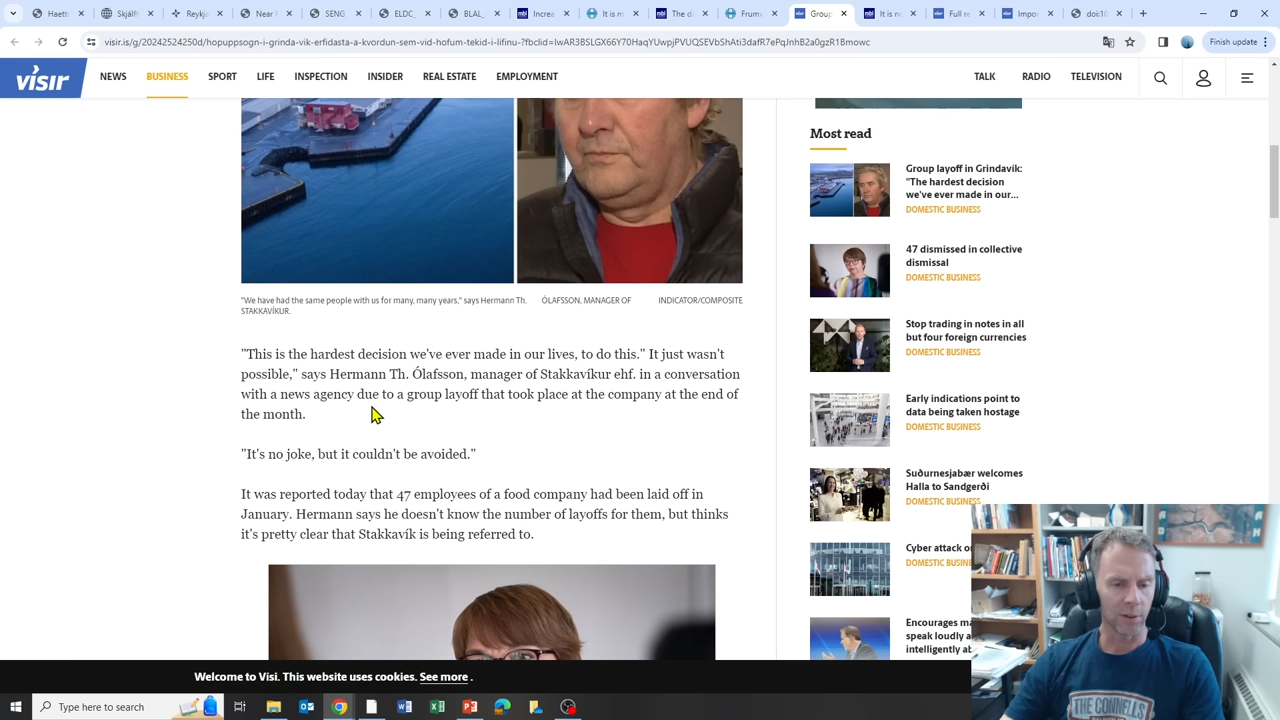 ELDC
BAL_
Finish update
visir.is/g/20242524250d/hopuppsogn-i-grinda-vik-erfidasta-a-kvordun-sem-vid-hofum-tekid-i-lifinu-?fbclid=IwAR3BSLGX66Y70HaqYUwpjPVUQSEVbShAti3dafR7ePqJnhB2a0gzR1Bmowc
vísir
NEWS BUSINESS SPORT LIFE INSPECTION INSIDER REAL ESTATE EMPLOYMENT TALK RADIO TELEVISION
"We have had the same people with us for many, many years," says Hermann Th. ÓLAFSSON, MANAGER OF
STAKKAVÍKUR.
INDICATOR/COMPOSITE
"This is the hardest decision we've ever made in our lives, to do this." It just wasn't
possible," says Hermann Th. Ólafsson, manager of Stakkavíkur ehf. in a conversation
with a news agency due to a group layoff that took place at the company at the end of
the month.
"It's no joke, but it couldn't be avoided."
It was reported today that 47 employees of a food company had been laid off in
January. Hermann says he doesn't know the number of layoffs for them, but thinks
it's pretty clear that Stakkavík is being referred to.
Most read
Group layoff in Grindavík:
"The hardest decision
we've ever made in our...
DOMESTIC BUSINESS
47 dismissed in collective
dismissal
DOMESTIC BUSINESS
Stop trading in notes in all
but four foreign currencies
DOMESTIC BUSINESS
Early indications point to
data being taken hostage
DOMESTIC BUSINESS
Suðurnesjabær welcomes
Halla to Sandgerði
DOMESTIC BUSINESS
Cyber attack o
DOMESTIC BUSINE
Encourages m
speak loudly a
intelligently ab
Welcome to Vísi. This website uses cookies. See more .
Type here to search
THE CONNELLS